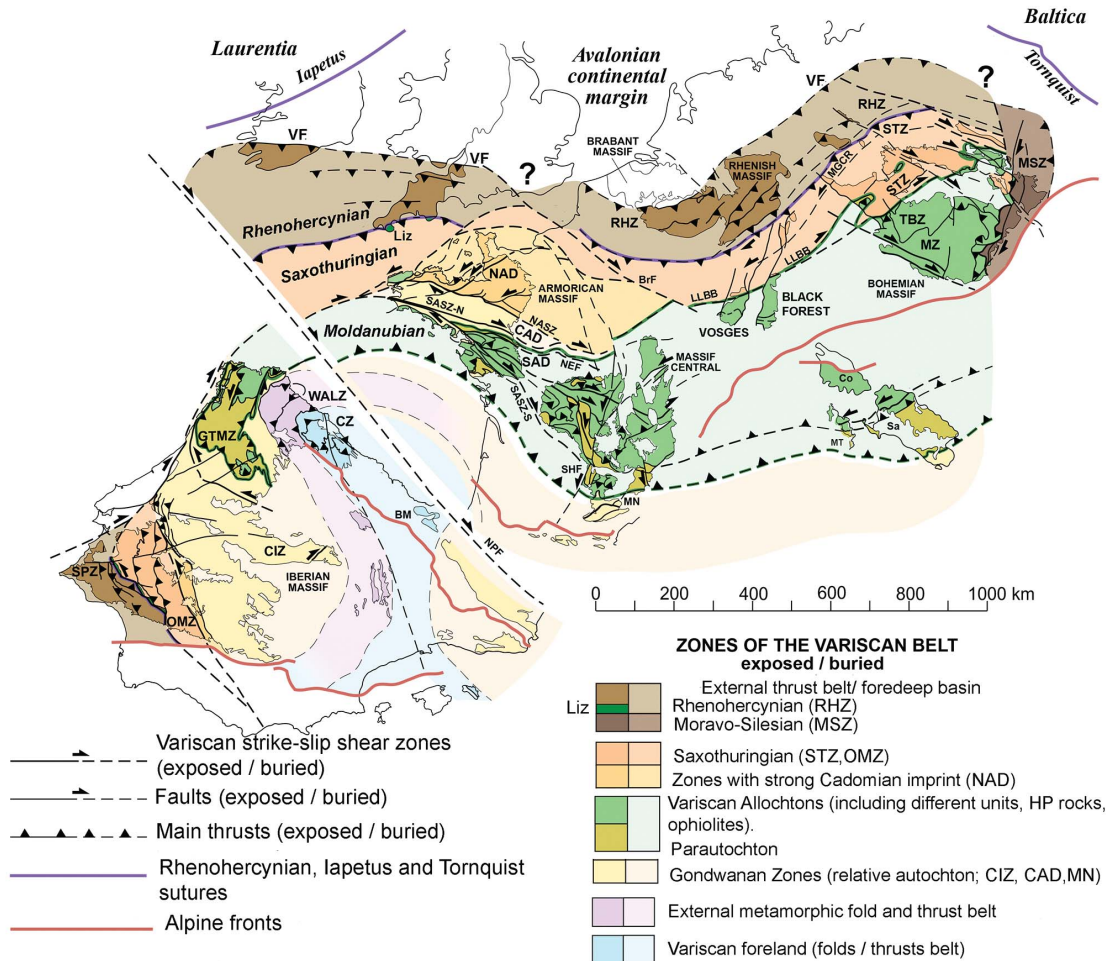 Laurentia
Iapetus
Avalonian
continental
margin
Baltica
Tornquist
?
VF
VF
VF
?
BRABANT
MASSIF
RHZ
STZ
MGCR
RHENISH
MASSIF
MSZ
STZ
Rhenohercynian
RHZ
Liz
TBZ
MZ
Saxothuringian
NAD
ARMORICAN
MASSIF
BrF
LLBB
LLBB
BOHEMIAN
MASSIF
SASZ-N
NASZ
CAD
BLACK
FOREST
VOSGES
Moldanubian
SAD
NEF
MASSIF
CENTRAL
SASZ-S
Co
WALZ
CZ
GTMZ
Sa
MT
SHF
MN
BM
NPF
CIZ
IBERIAN
MASSIF
SPZ
OMZ
0 200 400 600 800 1000 km
ZONES OF THE VARISCAN BELT
exposed / buried
External thrust belt/ foredeep basin
Liz Rhenohercynian (RHZ)
Moravo-Silesian (MSZ)
Saxothuringian (STZ,OMZ)
Zones with strong Cadomian imprint (NAD)
Variscan Allochtons (including different units, HP rocks,
ophiolites).
Parautochton
Gondwanan Zones (relative autochton; CIZ, CAD,MN)
External metamorphic fold and thrust belt
Variscan foreland (folds / thrusts belt)
Variscan strike-slip shear zones
(exposed / buried)
Faults (exposed / buried)
Main thrusts (exposed / buried)
Rhenohercynian, Iapetus and Tornquist
sutures
Alpine fronts